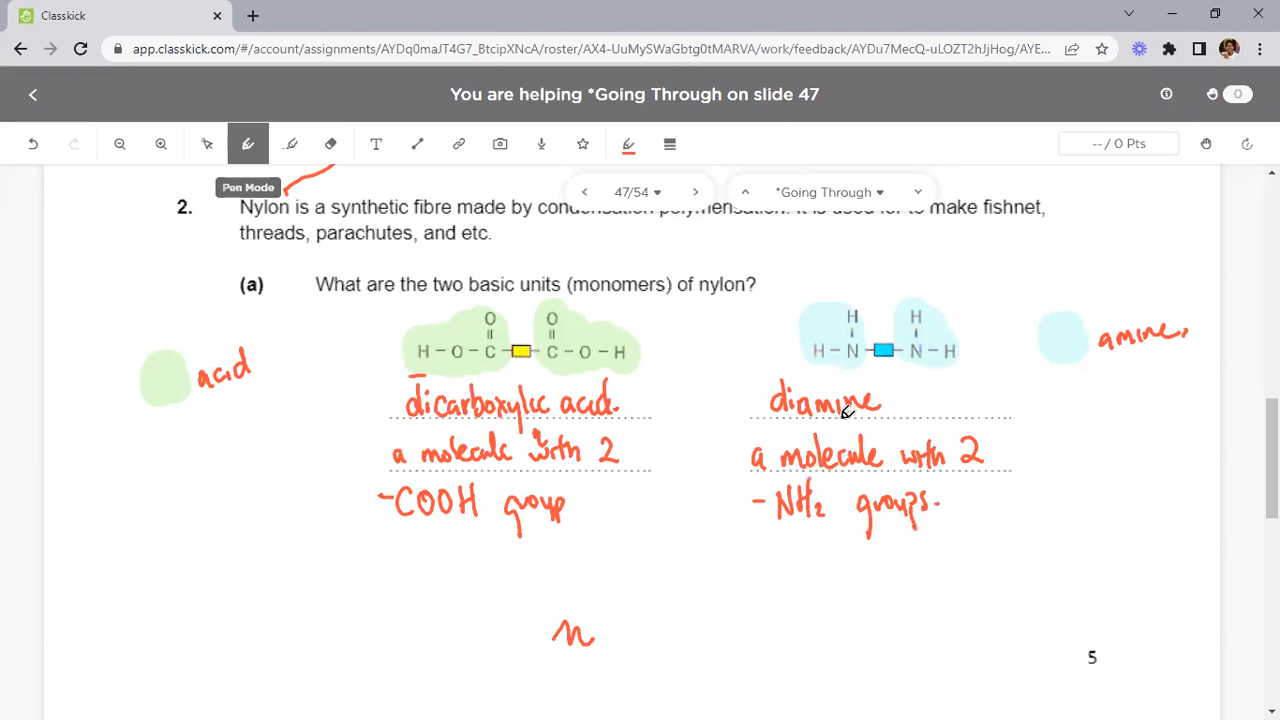 Classkick
app.classkick.com/#/account/assignments/AYDq0maJT4G7_BtcipXNcA/roster/AX4-UuMySWaGbtg0tMARVA/work/feedback/AYDu7MecQ-uLOZT2hJjHog/AYE...
You are helping *Going Through on slide 47
-- / 0 Pts
0
Pen Mode
47/54
*Going Through
2. Nylon is a synthetic fibre made by condensation polymerisation. It is used for to make fishnet,
threads, parachutes, and etc.
(a) What are the two basic units (monomers) of nylon?
O O H H
H - O - C C - O - H H - N N - H
acid
amine,
dicarboxylic acid.
a molecule with 2
-COOH group
diamine
a molecule with 2
-NH₂ groups.
n
5